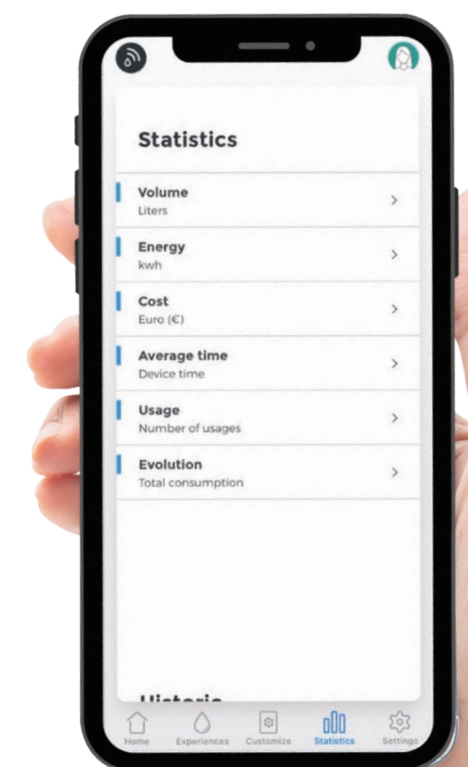 Statistics
Volume
Liters
Energy
kwh
Cost
Euro (€)
Average time
Device time
Usage
Number of usages
Evolution
Total consumption
Home Experiences Customize Statistics Settings